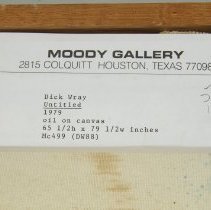 MOODY GALLERY
2815 COLQUITT HOUSTON, TEXAS 77098
Dick Wray
Untitled
1979
oil on canvas
65 1/2h x 79 1/2w inches
Mc499 (DW88)